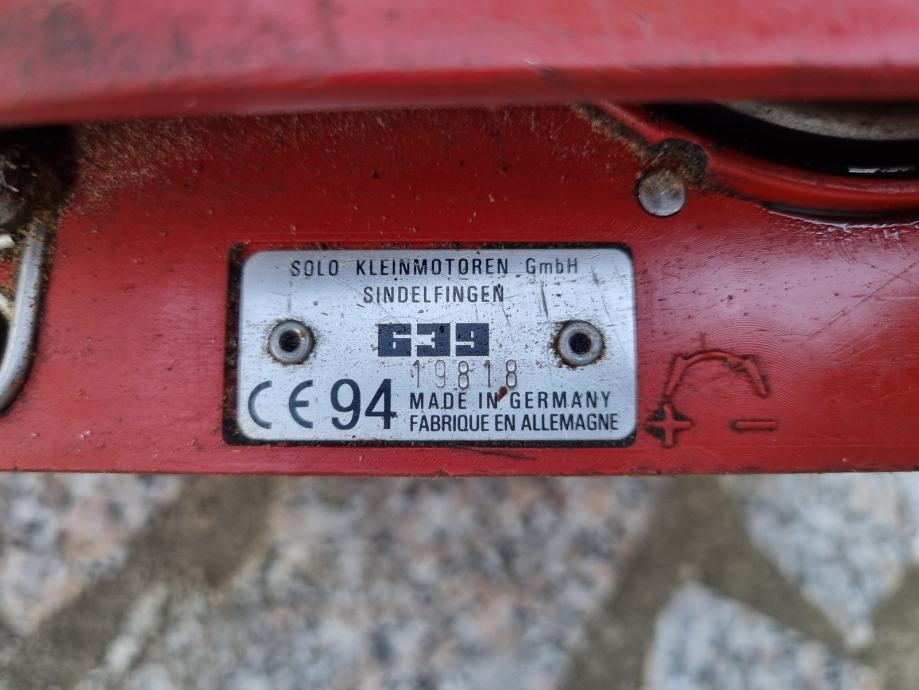 SOLO KLEINMOTOREN GmbH
SINDELFINGEN
639
19818
CE 94 MADE IN GERMANY
FABRIQUE EN ALLEMAGNE
+ -